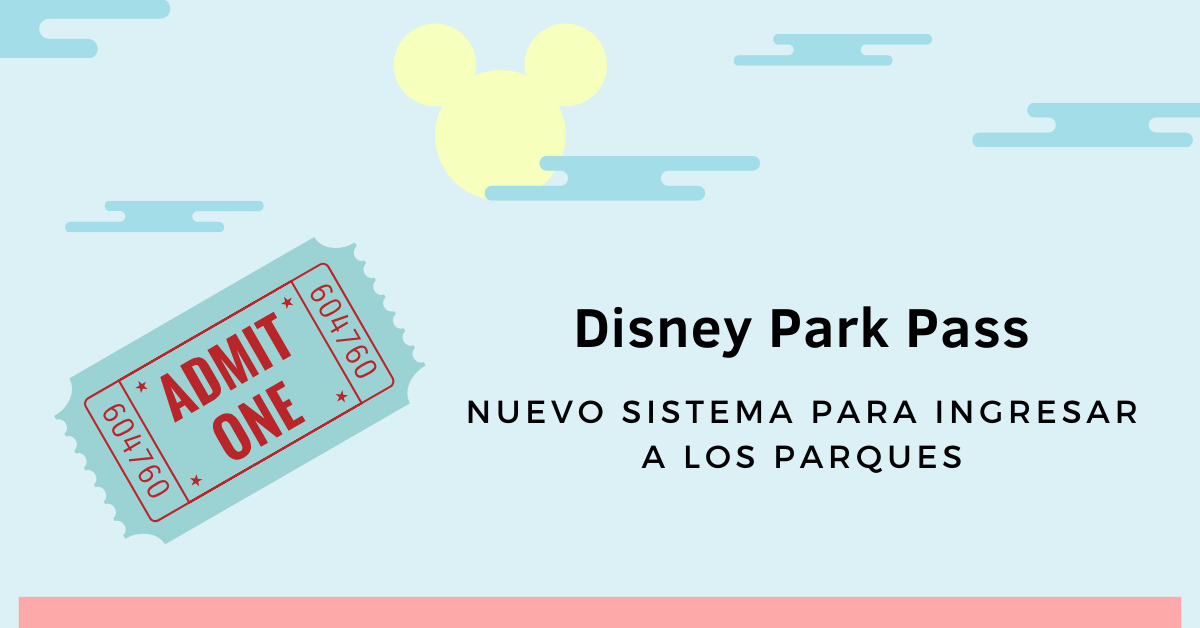 604760
ADMIT
ONE
604760
Disney Park Pass
NUEVO SISTEMA PARA INGRESAR
A LOS PARQUES